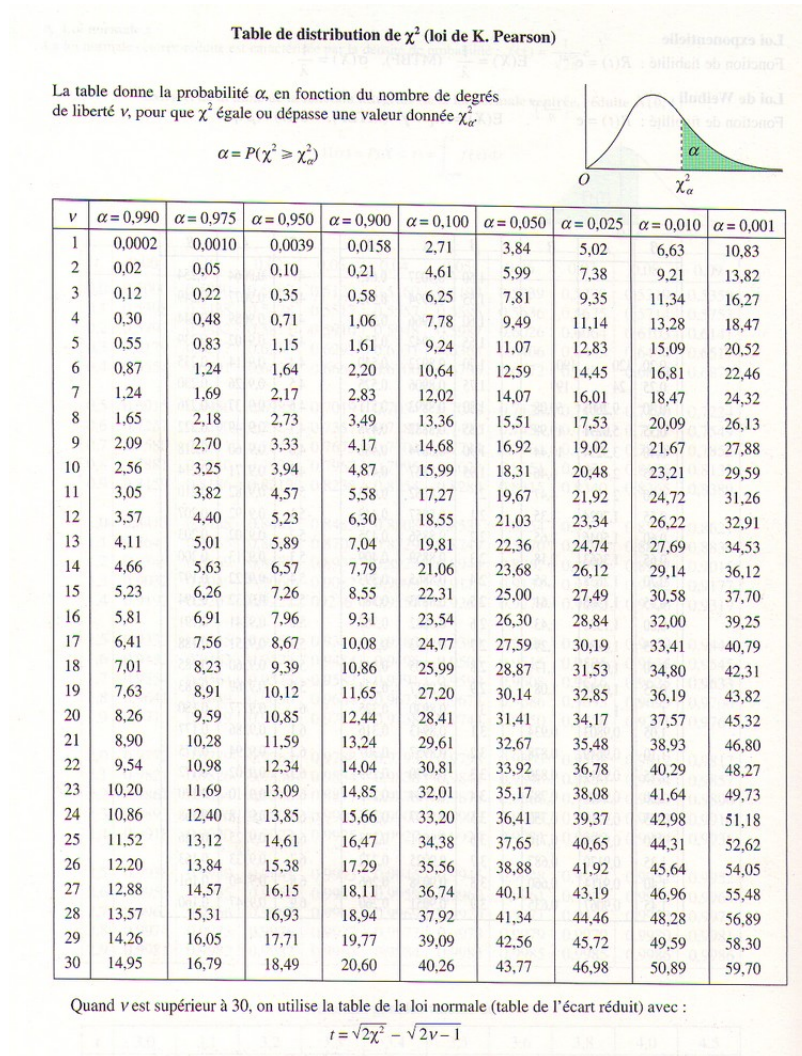 Table de distribution de χ² (loi de K. Pearson)
La table donne la probabilité α, en fonction du nombre de degrés
de liberté ν, pour que χ² égale ou dépasse une valeur donnée χ²α.
α = P(χ² ⩾ χ²α)
α
O
χ²α
ν α = 0,990 α = 0,975 α = 0,950 α = 0,900 α = 0,100 α = 0,050 α = 0,025 α = 0,010 α = 0,001
1 0,0002 0,0010 0,0039 0,0158 2,71 3,84 5,02 6,63 10,83
2 0,02 0,05 0,10 0,21 4,61 5,99 7,38 9,21 13,82
3 0,12 0,22 0,35 0,58 6,25 7,81 9,35 11,34 16,27
4 0,30 0,48 0,71 1,06 7,78 9,49 11,14 13,28 18,47
5 0,55 0,83 1,15 1,61 9,24 11,07 12,83 15,09 20,52
6 0,87 1,24 1,64 2,20 10,64 12,59 14,45 16,81 22,46
7 1,24 1,69 2,17 2,83 12,02 14,07 16,01 18,47 24,32
8 1,65 2,18 2,73 3,49 13,36 15,51 17,53 20,09 26,13
9 2,09 2,70 3,33 4,17 14,68 16,92 19,02 21,67 27,88
10 2,56 3,25 3,94 4,87 15,99 18,31 20,48 23,21 29,59
11 3,05 3,82 4,57 5,58 17,27 19,67 21,92 24,72 31,26
12 3,57 4,40 5,23 6,30 18,55 21,03 23,34 26,22 32,91
13 4,11 5,01 5,89 7,04 19,81 22,36 24,74 27,69 34,53
14 4,66 5,63 6,57 7,79 21,06 23,68 26,12 29,14 36,12
15 5,23 6,26 7,26 8,55 22,31 25,00 27,49 30,58 37,70
16 5,81 6,91 7,96 9,31 23,54 26,30 28,84 32,00 39,25
17 6,41 7,56 8,67 10,08 24,77 27,59 30,19 33,41 40,79
18 7,01 8,23 9,39 10,86 25,99 28,87 31,53 34,80 42,31
19 7,63 8,91 10,12 11,65 27,20 30,14 32,85 36,19 43,82
20 8,26 9,59 10,85 12,44 28,41 31,41 34,17 37,57 45,32
21 8,90 10,28 11,59 13,24 29,61 32,67 35,48 38,93 46,80
22 9,54 10,98 12,34 14,04 30,81 33,92 36,78 40,29 48,27
23 10,20 11,69 13,09 14,85 32,01 35,17 38,08 41,64 49,73
24 10,86 12,40 13,85 15,66 33,20 36,41 39,37 42,98 51,18
25 11,52 13,12 14,61 16,47 34,38 37,65 40,65 44,31 52,62
26 12,20 13,84 15,38 17,29 35,56 38,88 41,92 45,64 54,05
27 12,88 14,57 16,15 18,11 36,74 40,11 43,19 46,96 55,48
28 13,57 15,31 16,93 18,94 37,92 41,34 44,46 48,28 56,89
29 14,26 16,05 17,71 19,77 39,09 42,56 45,72 49,59 58,30
30 14,95 16,79 18,49 20,60 40,26 43,77 46,98 50,89 59,70
Quand ν est supérieur à 30, on utilise la table de la loi normale (table de l'écart réduit) avec :
t = √2χ² − √2ν − 1